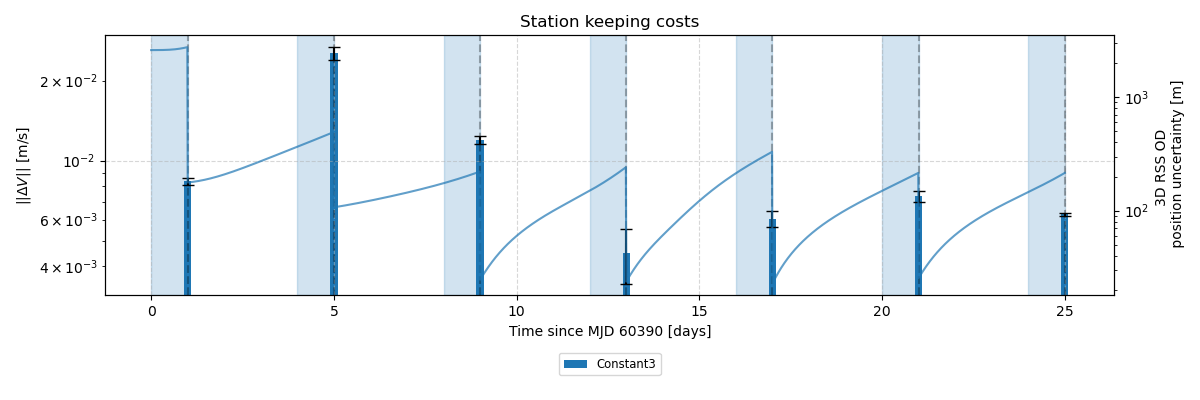 Station keeping costs
||ΔV|| [m/s]
2 × 10⁻²
10⁻²
6 × 10⁻³
4 × 10⁻³
10³
10²
3D RSS OD
position uncertainty [m]
0 5 10 15 20 25
Time since MJD 60390 [days]
Constant3